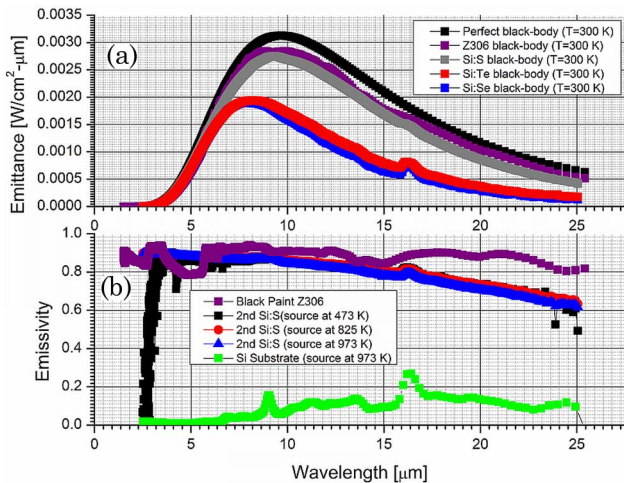 (a)
Emittance [W/cm²-µm]
0.0035
0.0030
0.0025
0.0020
0.0015
0.0010
0.0005
0.0000
Perfect black-body (T=300 K)
Z306 black-body (T=300 K)
Si:S black-body (T=300 K)
Si:Te black-body (T=300 K)
Si:Se black-body (T=300 K)
0 5 10 15 20 25
(b)
Emissivity
1.0
0.8
0.6
0.4
0.2
0.0
Black Paint Z306
2nd Si:S (source at 473 K)
2nd Si:S (source at 825 K)
2nd Si:S (source at 973 K)
Si Substrate (source at 973 K)
0 5 10 15 20 25
Wavelength [µm]